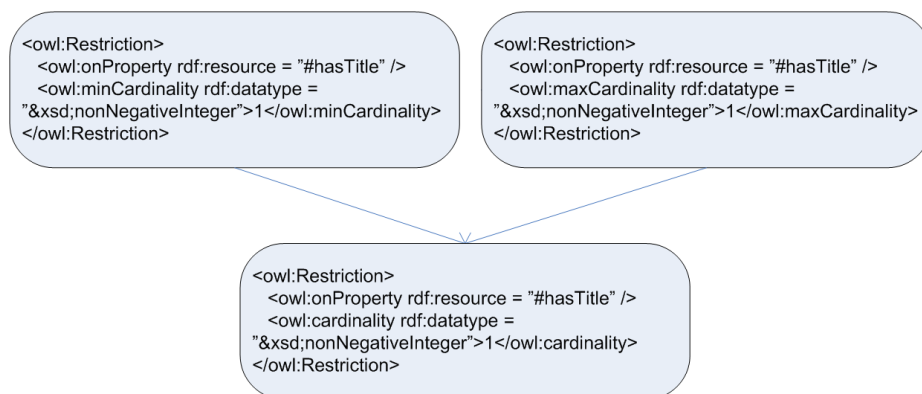 <owl:Restriction>
<owl:onProperty rdf:resource = ”#hasTitle” />
<owl:minCardinality rdf:datatype =
”&xsd;nonNegativeInteger”>1</owl:minCardinality>
</owl:Restriction>
<owl:Restriction>
<owl:onProperty rdf:resource = ”#hasTitle” />
<owl:maxCardinality rdf:datatype =
”&xsd;nonNegativeInteger”>1</owl:maxCardinality>
</owl:Restriction>
<owl:Restriction>
<owl:onProperty rdf:resource = ”#hasTitle” />
<owl:cardinality rdf:datatype =
”&xsd;nonNegativeInteger”>1</owl:cardinality>
</owl:Restriction>